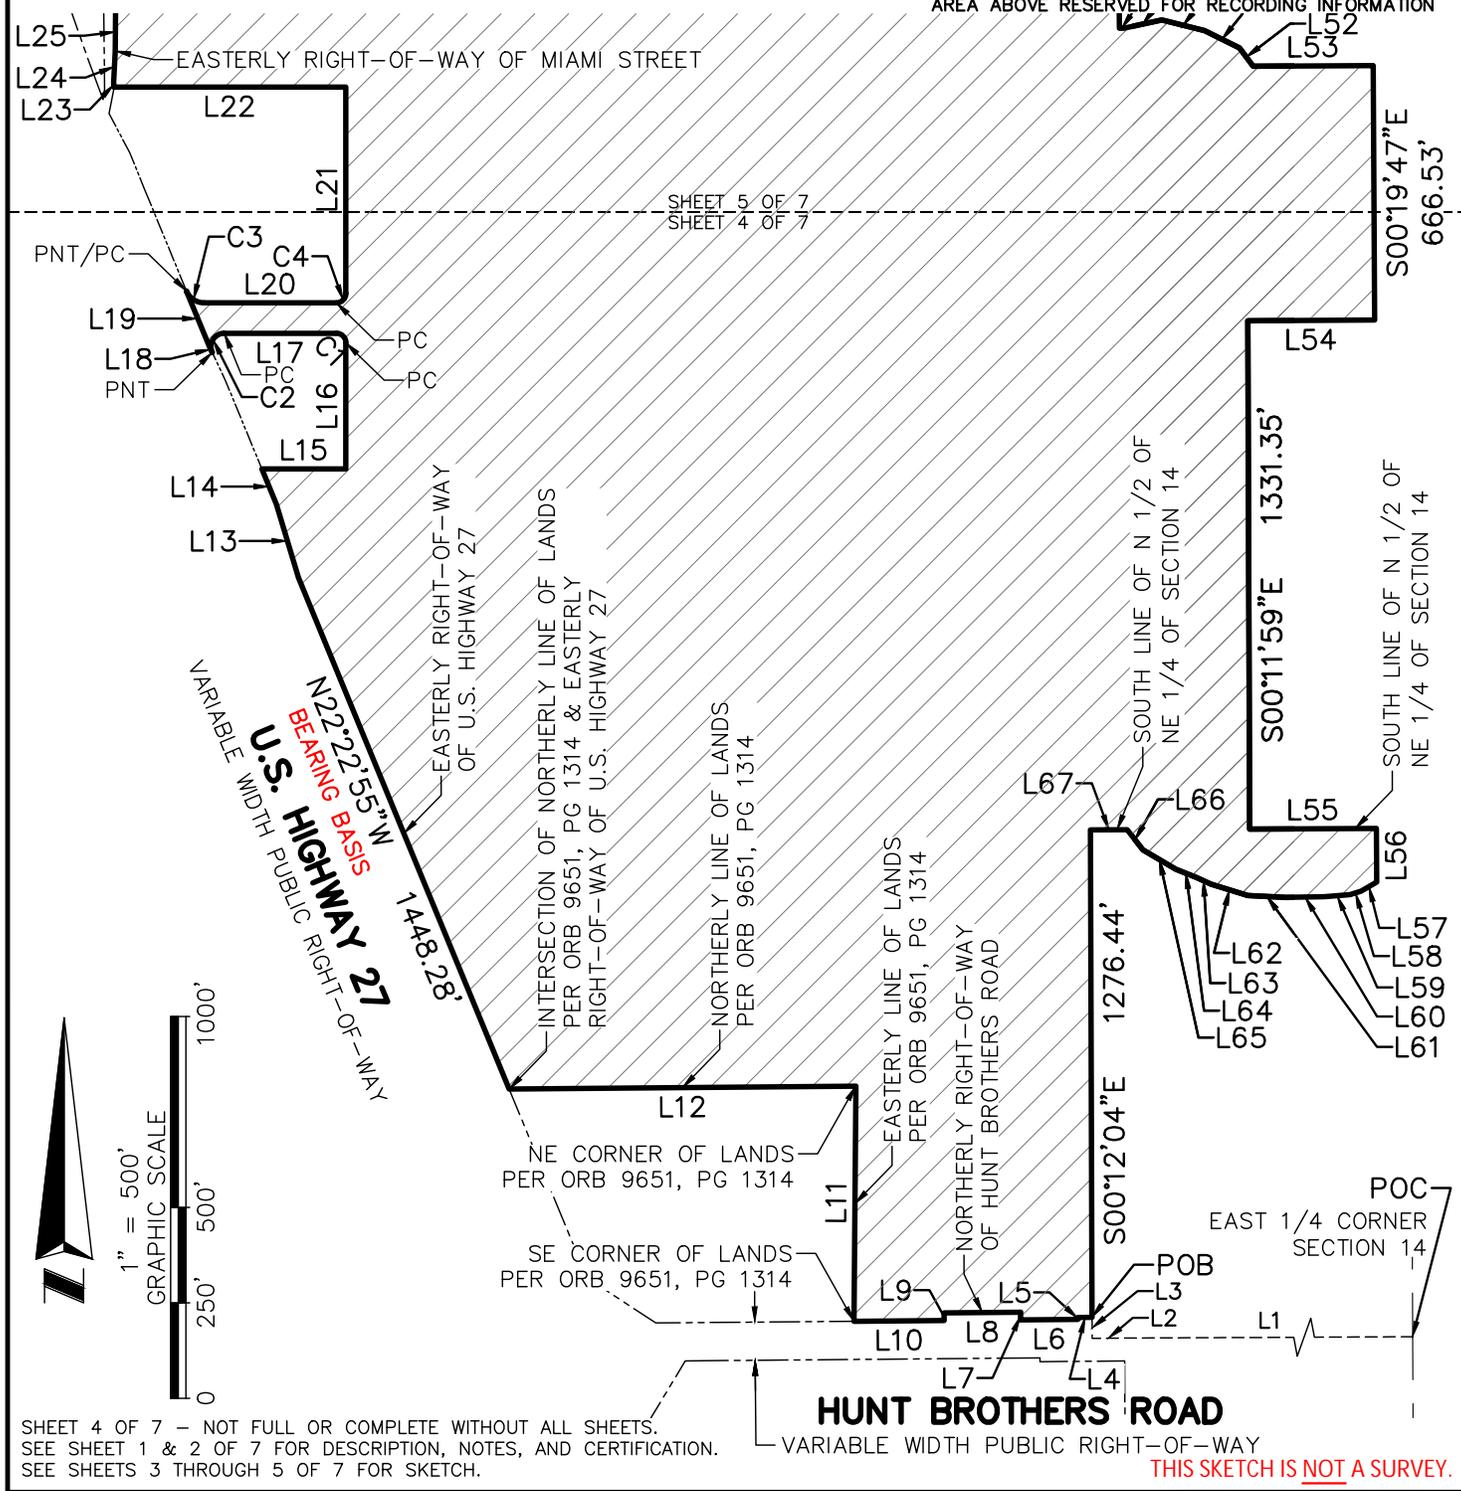 AREA ABOVE RESERVED FOR RECORDING INFORMATION
L25
L24
L23
EASTERLY RIGHT-OF-WAY OF MIAMI STREET
L22
L52
L53
L21
S00°19'47"E
666.53'
SHEET 5 OF 7
SHEET 4 OF 7
PNT/PC
C3
C4
L20
L19
PC
L18
L17
PC
PNT
C2
PC
L16
L54
L15
L14
L13
1331.35'
S00°11'59"E
EASTERLY RIGHT-OF-WAY
OF U.S. HIGHWAY 27
INTERSECTION OF NORTHERLY LINE OF LANDS
PER ORB 9651, PG 1314 & EASTERLY
RIGHT-OF-WAY OF U.S. HIGHWAY 27
SOUTH LINE OF N 1/2 OF
NE 1/4 OF SECTION 14
SOUTH LINE OF N 1/2 OF
NE 1/4 OF SECTION 14
N22°22'55"W
BEARING BASIS
U.S. HIGHWAY 27
VARIABLE WIDTH PUBLIC RIGHT-OF-WAY
1448.28'
NORTHERLY LINE OF LANDS
PER ORB 9651, PG 1314
EASTERLY LINE OF LANDS
PER ORB 9651, PG 1314
NORTHERLY RIGHT-OF-WAY
OF HUNT BROTHERS ROAD
L67
L66
L55
L56
L57
L58
L59
L60
L61
L62
L63
L64
L65
1276.44'
S00°12'04"E
L12
NE CORNER OF LANDS
PER ORB 9651, PG 1314
L11
SE CORNER OF LANDS
PER ORB 9651, PG 1314
POC
EAST 1/4 CORNER
SECTION 14
POB
L9
L5
L3
L2
L1
L10
L8
L6
L7
L4
1" = 500'
GRAPHIC SCALE
0
250'
500'
1000'
N
HUNT BROTHERS ROAD
VARIABLE WIDTH PUBLIC RIGHT-OF-WAY
SHEET 4 OF 7 – NOT FULL OR COMPLETE WITHOUT ALL SHEETS.
SEE SHEET 1 & 2 OF 7 FOR DESCRIPTION, NOTES, AND CERTIFICATION.
SEE SHEETS 3 THROUGH 5 OF 7 FOR SKETCH.
THIS SKETCH IS NOT A SURVEY.